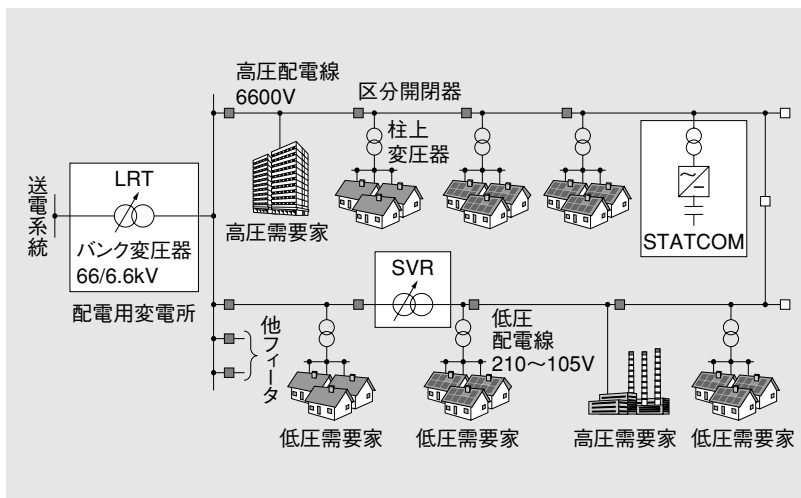 高圧配電線
6600V
区分開閉器
柱上
変圧器
送電系統
LRT
バンク変圧器
66/6.6kV
配電用変電所
高圧需要家
STATCOM
SVR
他フィーダ
低圧
配電線
210～105V
低圧需要家
低圧需要家
高圧需要家
低圧需要家